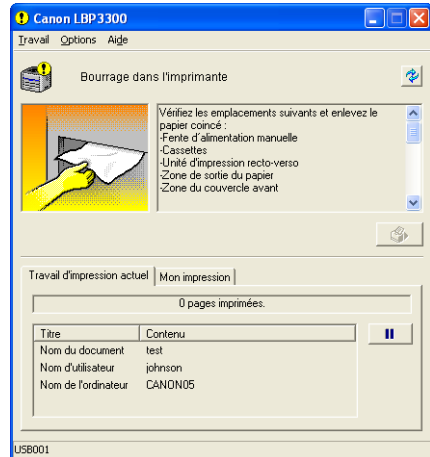 Canon LBP3300
Travail Options Aide
Bourrage dans l'imprimante
Vérifiez les emplacements suivants et enlevez le
papier coincé :
-Fente d'alimentation manuelle
-Cassettes
-Unité d'impression recto-verso
-Zone de sortie du papier
-Zone du couvercle avant
Travail d'impression actuel Mon impression
0 pages imprimées.
Titre Contenu
Nom du document test
Nom d'utilisateur johnson
Nom de l'ordinateur CANON05
USB001